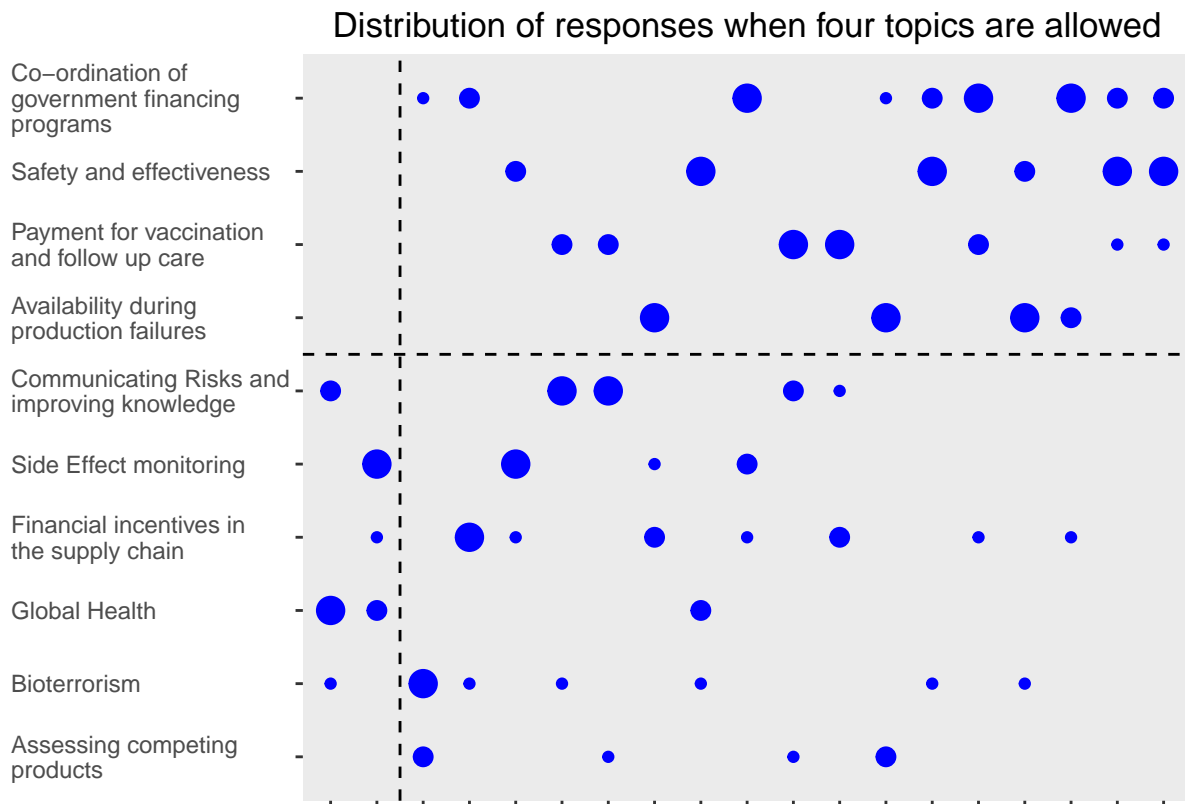 Distribution of responses when four topics are allowed
Co−ordination of
government financing
programs
Safety and effectiveness
Payment for vaccination
and follow up care
Availability during
production failures
Communicating Risks and
improving knowledge
Side Effect monitoring
Financial incentives in
the supply chain
Global Health
Bioterrorism
Assessing competing
products